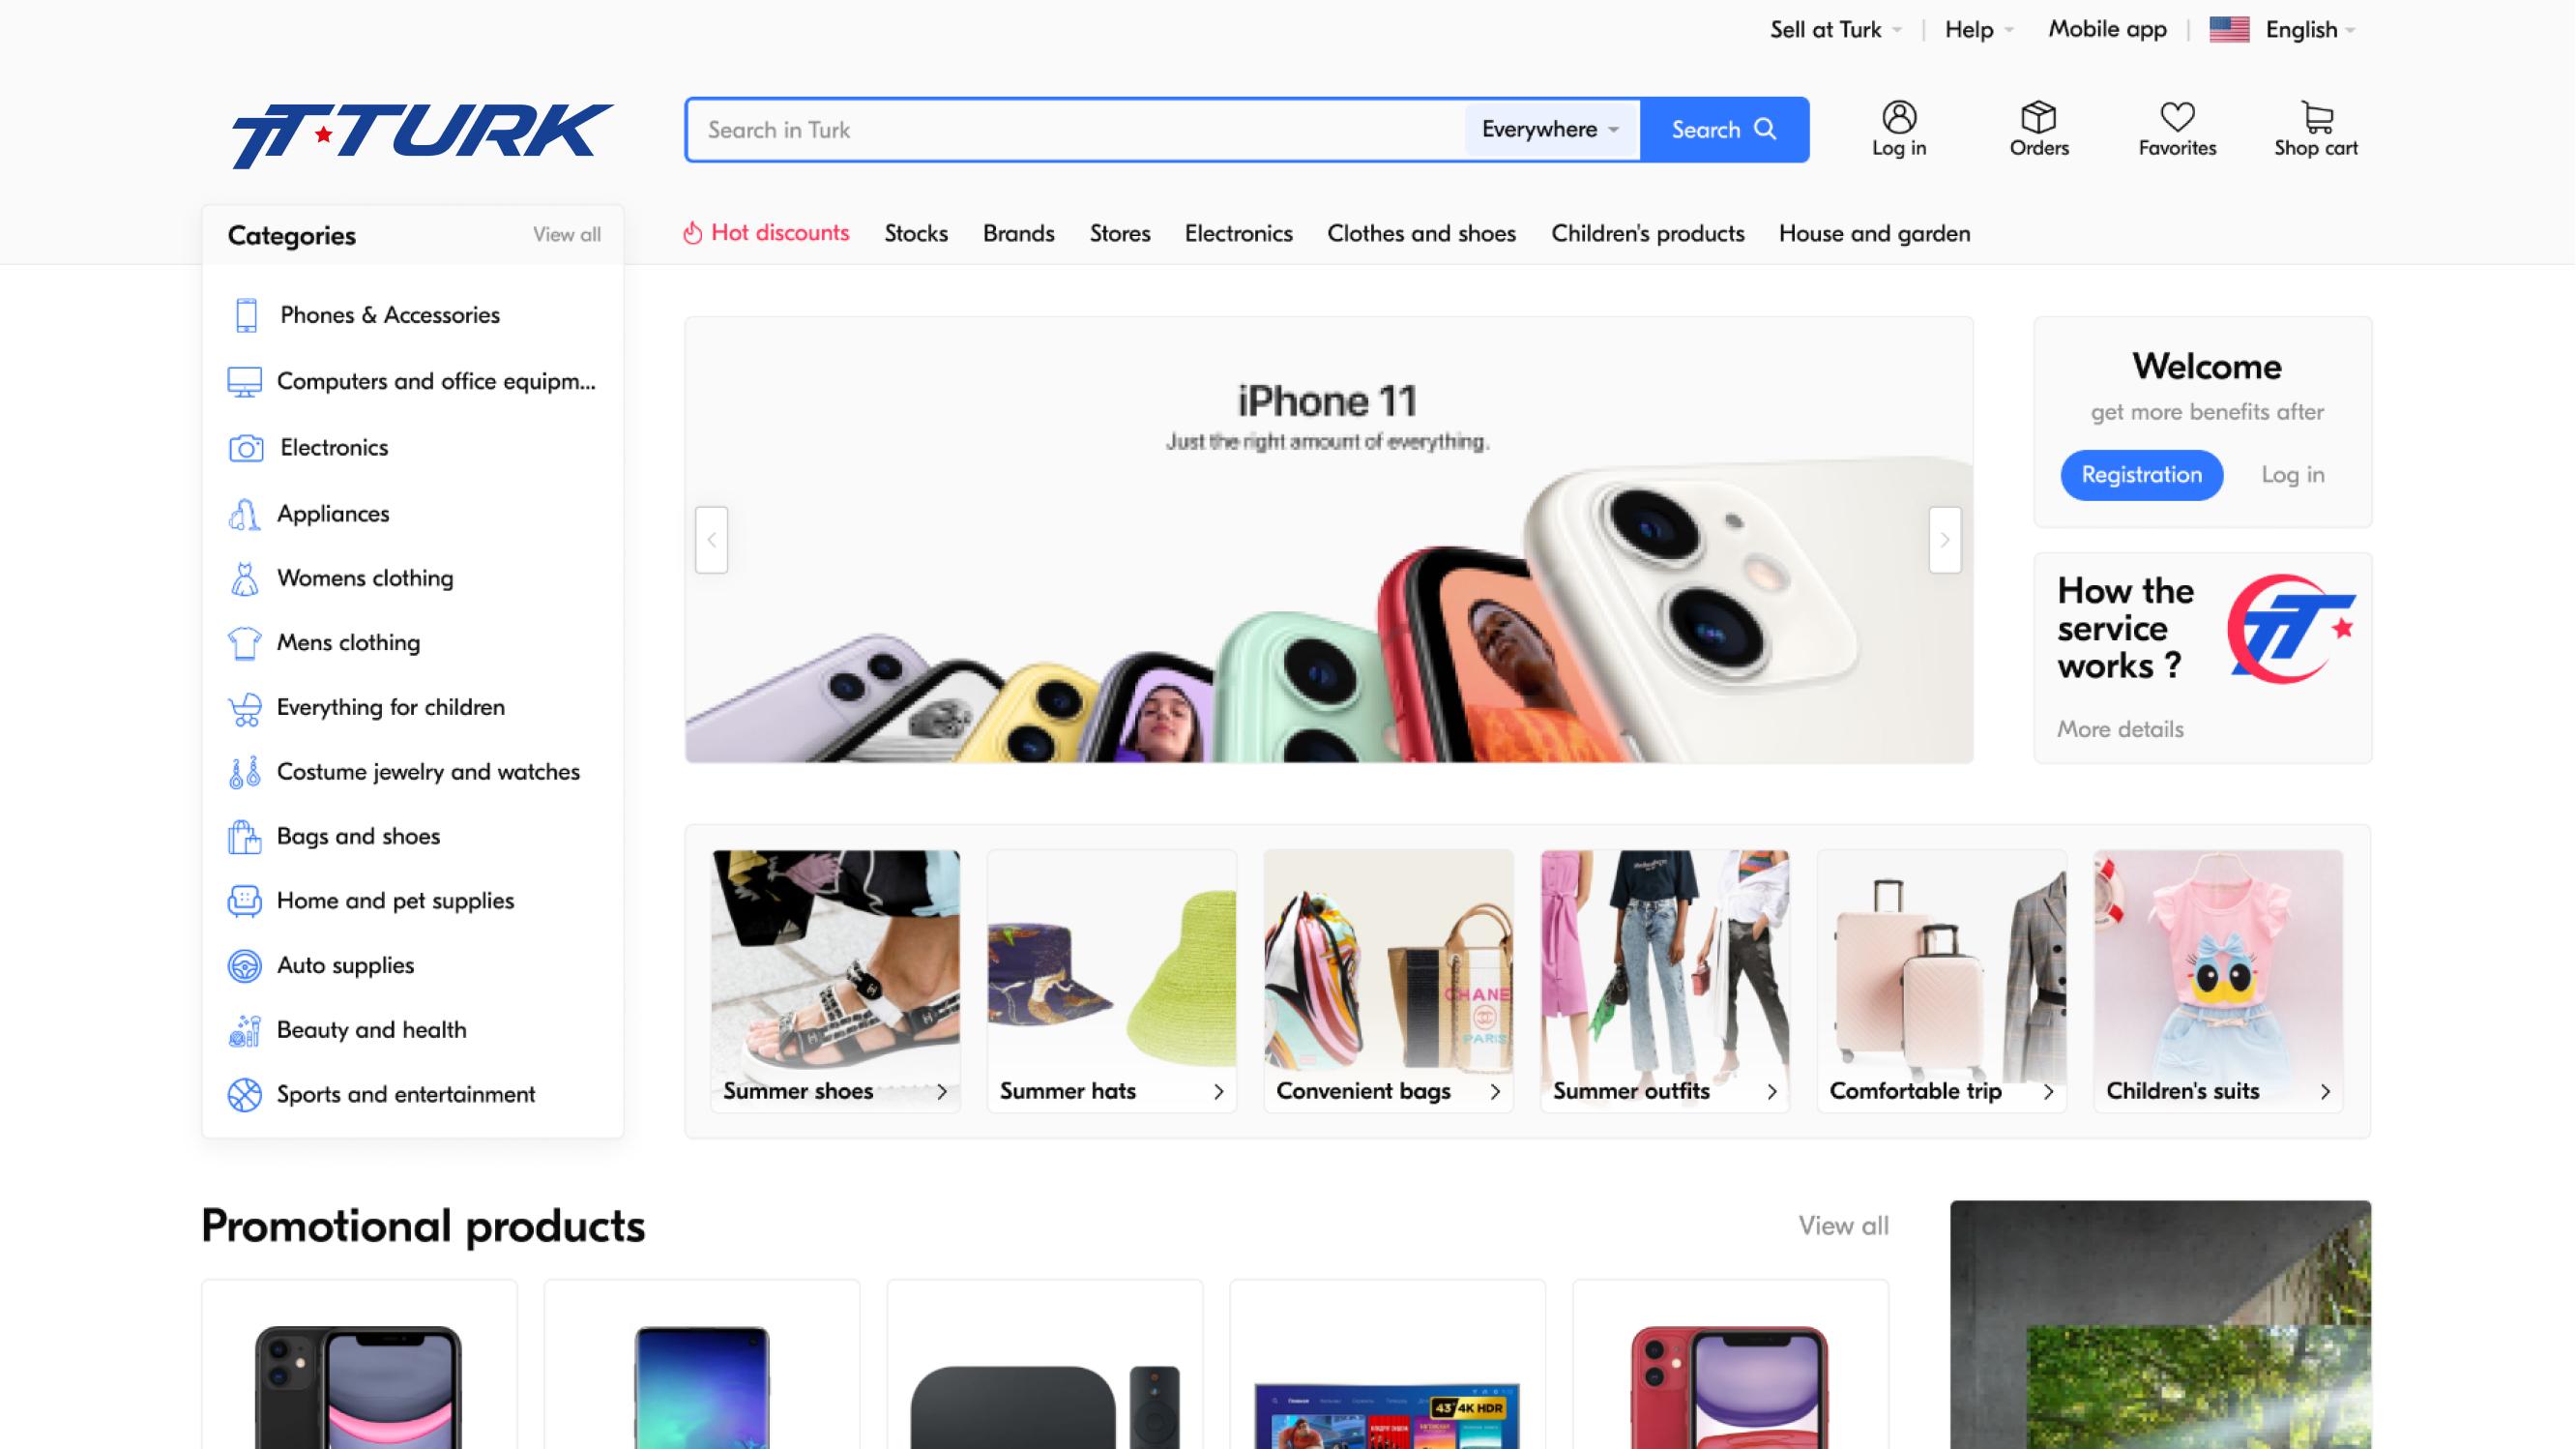 Sell at Turk
Help
Mobile app
English
TURK
Search in Turk
Everywhere
Search
Log in
Orders
Favorites
Shop cart
Categories
View all
Hot discounts
Stocks
Brands
Stores
Electronics
Clothes and shoes
Children's products
House and garden
Phones & Accessories
Computers and office equipm...
Electronics
Appliances
Womens clothing
Mens clothing
Everything for children
Costume jewelry and watches
Bags and shoes
Home and pet supplies
Auto supplies
Beauty and health
Sports and entertainment
iPhone 11
Just the right amount of everything.
Welcome
get more benefits after
Registration
Log in
How the
service
works ?
More details
CHANE
PARIS
Summer shoes
Summer hats
Convenient bags
Summer outfits
Comfortable trip
Children's suits
Promotional products
View all
43" 4K HDR